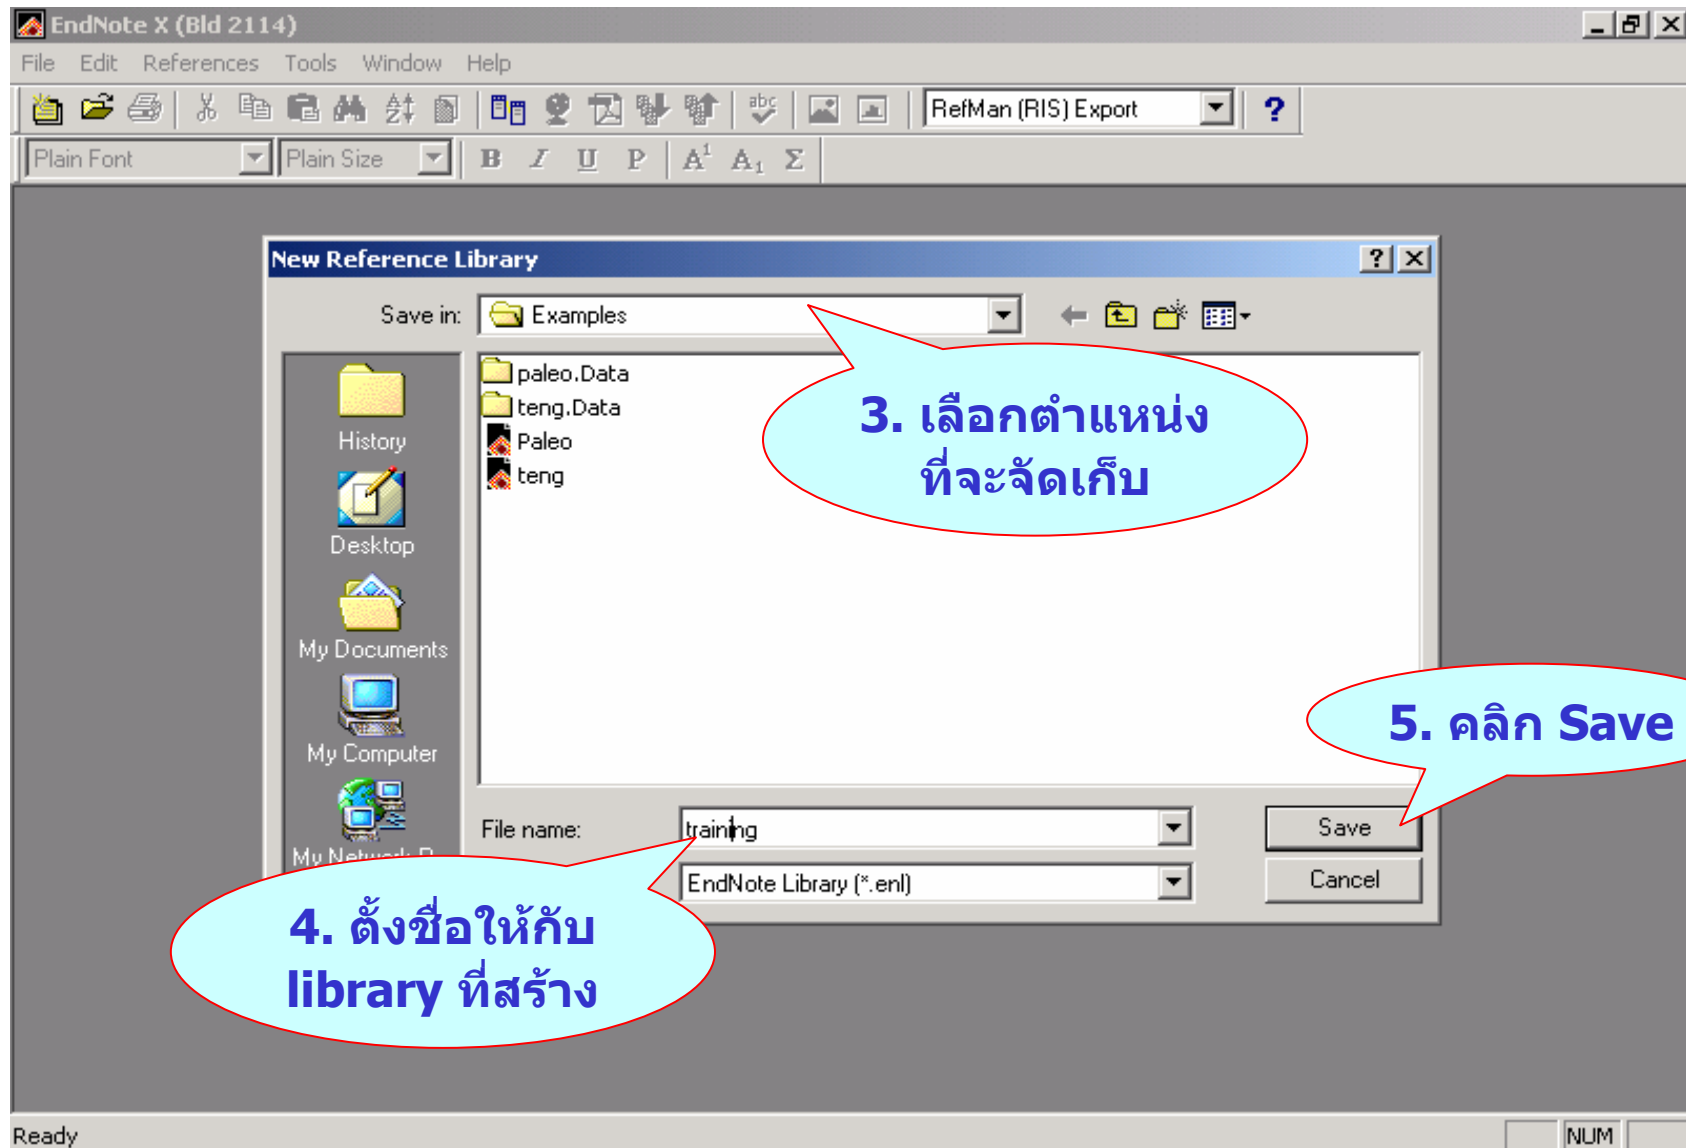 EndNote X (Bld 2114)
File Edit References Tools Window Help
RefMan (RIS) Export
Plain Font Plain Size B I U P A¹ A₁ Σ
New Reference Library
Save in: Examples
paleo.Data
teng.Data
Paleo
teng
History
Desktop
My Documents
My Computer
3. เลือกตำแหน่ง
ที่จะจัดเก็บ
5. คลิก Save
File name: training Save
My Network P...
EndNote Library (*.enl) Cancel
4. ตั้งชื่อให้กับ
library ที่สร้าง
Ready NUM